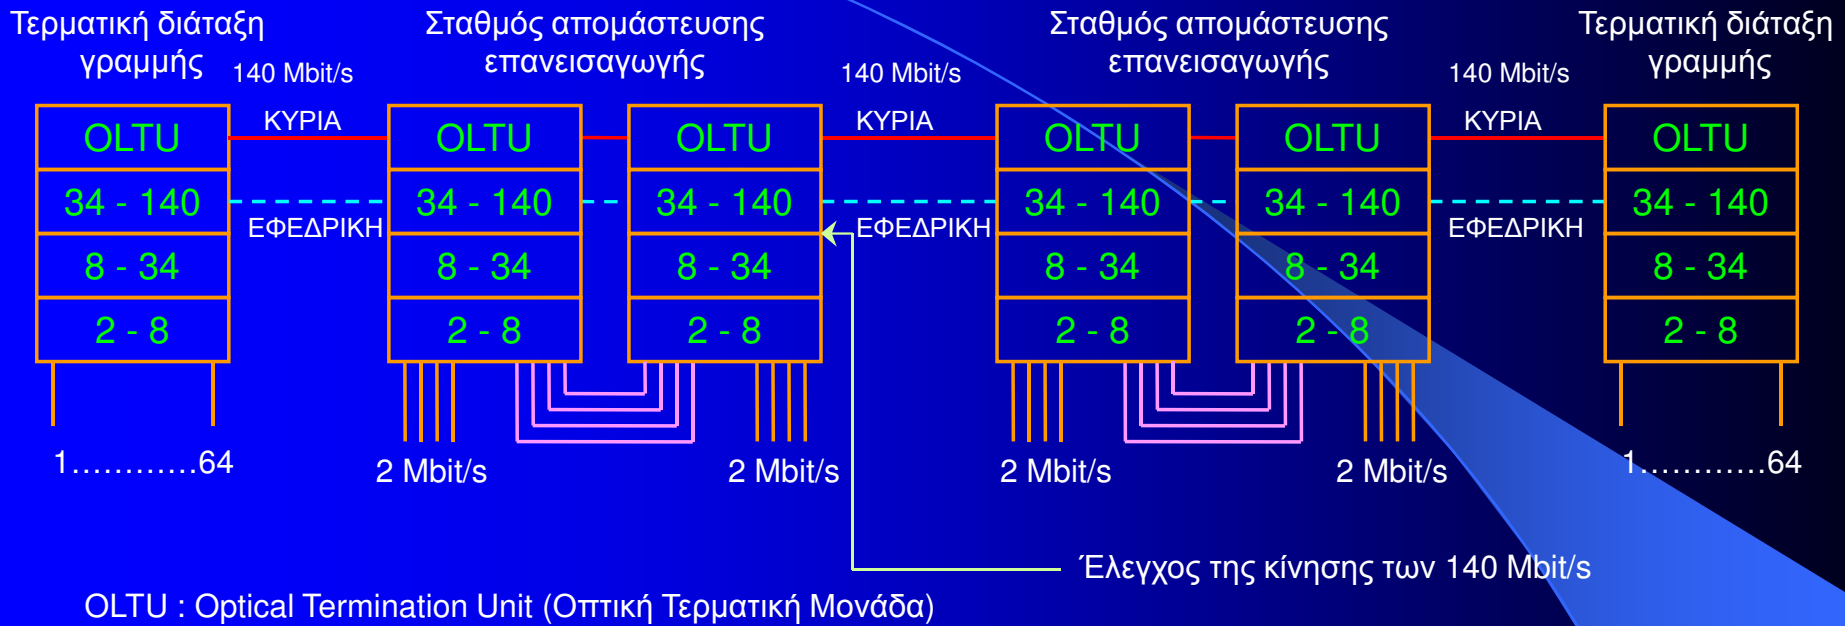 Τερματική διάταξη
γραμμής
Σταθμός απομάστευσης
επανεισαγωγής
Σταθμός απομάστευσης
επανεισαγωγής
Τερματική διάταξη
γραμμής
140 Mbit/s
140 Mbit/s
140 Mbit/s
ΚΥΡΙΑ
ΚΥΡΙΑ
ΚΥΡΙΑ
OLTU
OLTU
OLTU
OLTU
OLTU
OLTU
34 - 140
34 - 140
34 - 140
34 - 140
34 - 140
34 - 140
ΕΦΕΔΡΙΚΗ
ΕΦΕΔΡΙΚΗ
ΕΦΕΔΡΙΚΗ
8 - 34
8 - 34
8 - 34
8 - 34
8 - 34
8 - 34
2 - 8
2 - 8
2 - 8
2 - 8
2 - 8
2 - 8
1............64
2 Mbit/s
2 Mbit/s
2 Mbit/s
2 Mbit/s
1............64
Έλεγχος της κίνησης των 140 Mbit/s
OLTU : Optical Termination Unit (Οπτική Τερματική Μονάδα)